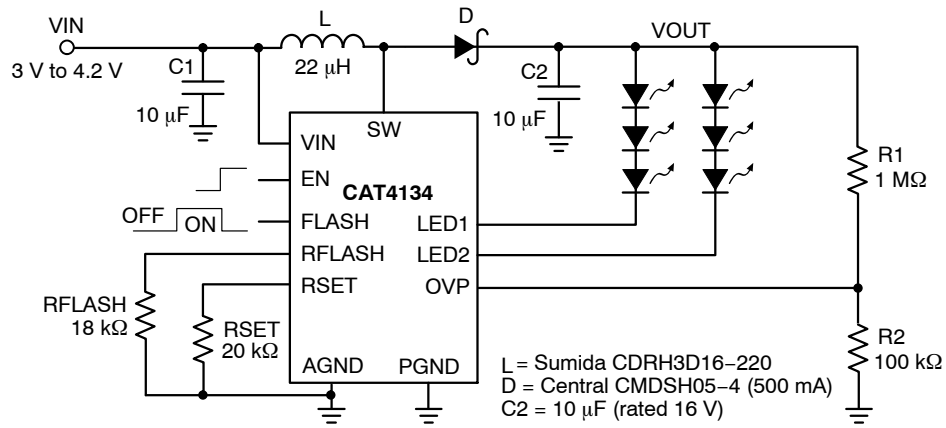 VIN
3 V to 4.2 V
C1
10 μF
L
22 μH
D
VOUT
C2
10 μF
SW
VIN
EN
CAT4134
OFF
ON
FLASH
RFLASH
RSET
LED1
LED2
OVP
AGND
PGND
RFLASH
18 kΩ
RSET
20 kΩ
R1
1 MΩ
R2
100 kΩ
L = Sumida CDRH3D16−220
D = Central CMDSH05−4 (500 mA)
C2 = 10 μF (rated 16 V)